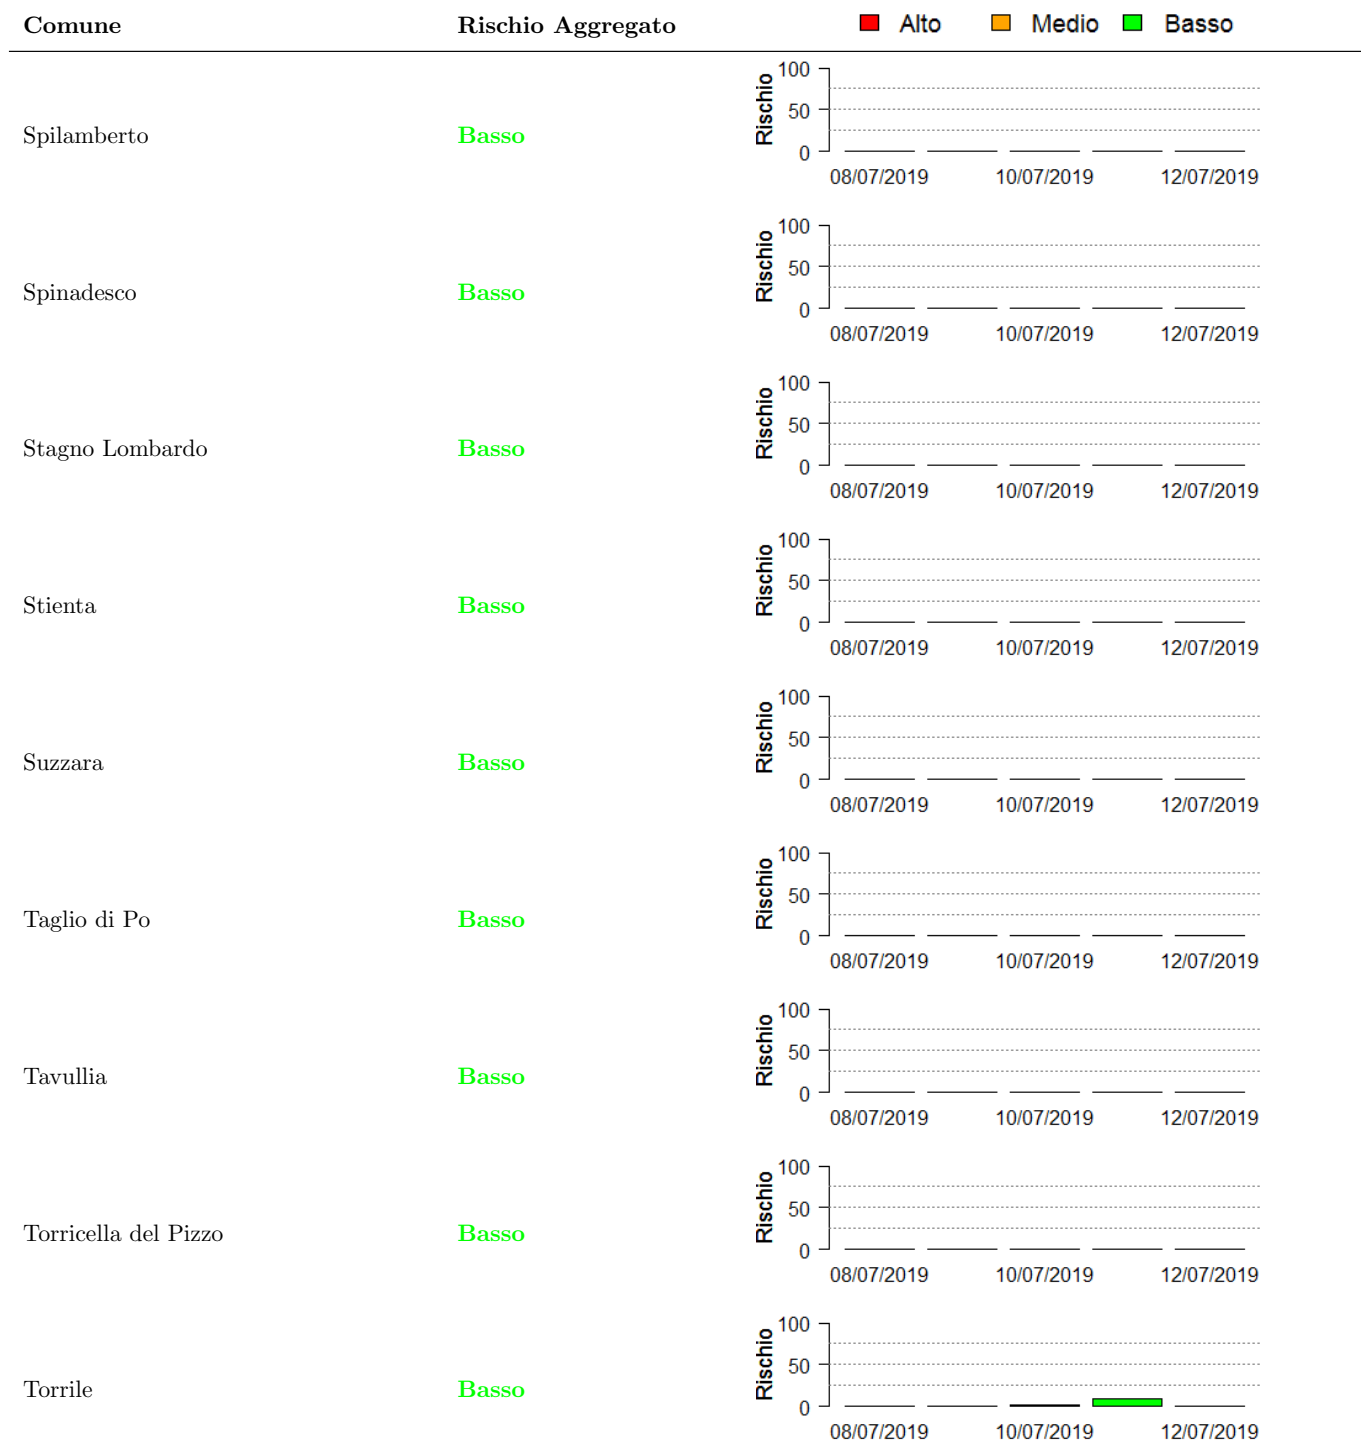 Comune Rischio Aggregato Alto Medio Basso
100
50
0
Rischio
Spilamberto Basso
08/07/2019 10/07/2019 12/07/2019
100
50
0
Rischio
Spinadesco Basso
08/07/2019 10/07/2019 12/07/2019
100
50
0
Rischio
Stagno Lombardo Basso
08/07/2019 10/07/2019 12/07/2019
100
50
0
Rischio
Stienta Basso
08/07/2019 10/07/2019 12/07/2019
100
50
0
Rischio
Suzzara Basso
08/07/2019 10/07/2019 12/07/2019
100
50
0
Rischio
Taglio di Po Basso
08/07/2019 10/07/2019 12/07/2019
100
50
0
Rischio
Tavullia Basso
08/07/2019 10/07/2019 12/07/2019
100
50
0
Rischio
Torricella del Pizzo Basso
08/07/2019 10/07/2019 12/07/2019
100
50
0
Rischio
Torrile Basso
08/07/2019 10/07/2019 12/07/2019